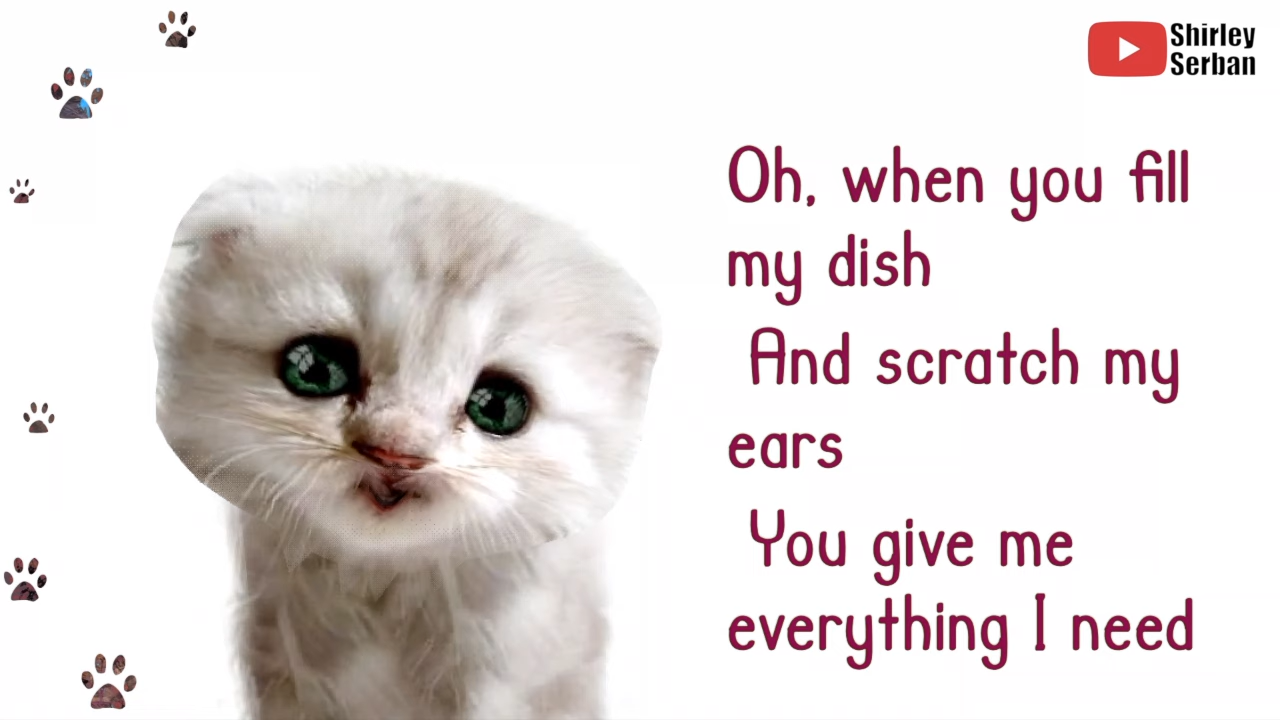 Shirley
Serban
Oh, when you fill
my dish
And scratch my
ears
You give me
everything I need